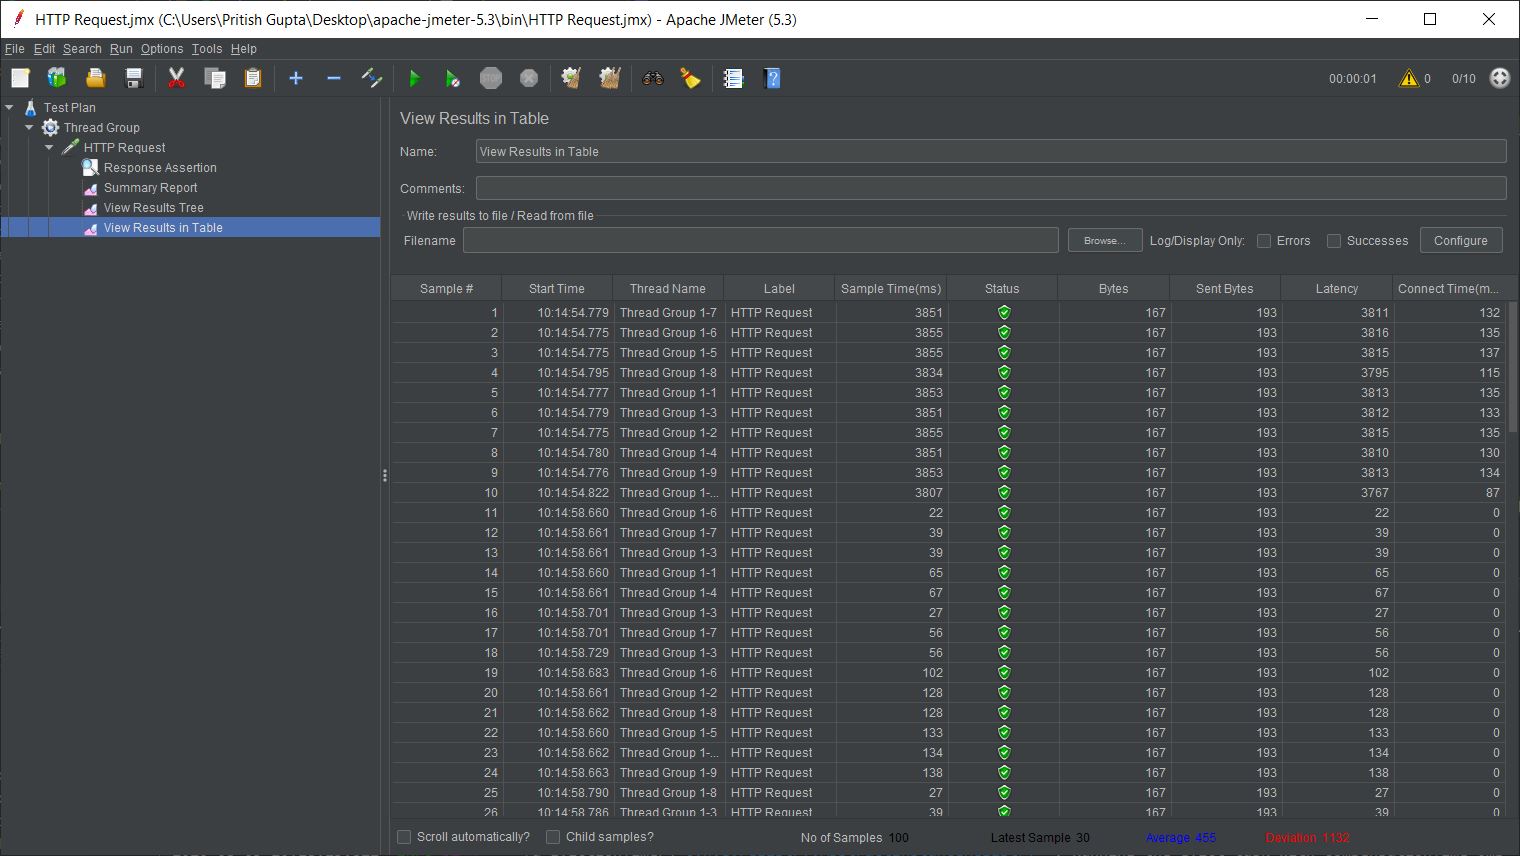 HTTP Request.jmx (C:\Users\Pritish Gupta\Desktop\apache-jmeter-5.3\bin\HTTP Request.jmx) - Apache JMeter (5.3)
File Edit Search Run Options Tools Help
STOP
00:00:01 0 0/10
Test Plan
Thread Group
HTTP Request
Response Assertion
Summary Report
View Results Tree
View Results in Table
View Results in Table
Name: View Results in Table
Comments:
Write results to file / Read from file
Filename Browse... Log/Display Only: Errors Successes Configure
Sample # Start Time Thread Name Label Sample Time(ms) Status Bytes Sent Bytes Latency Connect Time(m...
1 10:14:54.779 Thread Group 1-7 HTTP Request 3851 167 193 3811 132
2 10:14:54.775 Thread Group 1-6 HTTP Request 3855 167 193 3816 135
3 10:14:54.775 Thread Group 1-5 HTTP Request 3855 167 193 3815 137
4 10:14:54.795 Thread Group 1-8 HTTP Request 3834 167 193 3795 115
5 10:14:54.777 Thread Group 1-1 HTTP Request 3853 167 193 3813 135
6 10:14:54.779 Thread Group 1-3 HTTP Request 3851 167 193 3812 133
7 10:14:54.775 Thread Group 1-2 HTTP Request 3855 167 193 3815 135
8 10:14:54.780 Thread Group 1-4 HTTP Request 3851 167 193 3810 130
9 10:14:54.776 Thread Group 1-9 HTTP Request 3853 167 193 3813 134
10 10:14:54.822 Thread Group 1-... HTTP Request 3807 167 193 3767 87
11 10:14:58.660 Thread Group 1-6 HTTP Request 22 167 193 22 0
12 10:14:58.661 Thread Group 1-7 HTTP Request 39 167 193 39 0
13 10:14:58.661 Thread Group 1-3 HTTP Request 39 167 193 39 0
14 10:14:58.660 Thread Group 1-1 HTTP Request 65 167 193 65 0
15 10:14:58.661 Thread Group 1-4 HTTP Request 67 167 193 67 0
16 10:14:58.701 Thread Group 1-3 HTTP Request 27 167 193 27 0
17 10:14:58.701 Thread Group 1-7 HTTP Request 56 167 193 56 0
18 10:14:58.729 Thread Group 1-3 HTTP Request 56 167 193 56 0
19 10:14:58.683 Thread Group 1-6 HTTP Request 102 167 193 102 0
20 10:14:58.661 Thread Group 1-2 HTTP Request 128 167 193 128 0
21 10:14:58.662 Thread Group 1-8 HTTP Request 128 167 193 128 0
22 10:14:58.660 Thread Group 1-5 HTTP Request 133 167 193 133 0
23 10:14:58.662 Thread Group 1-... HTTP Request 134 167 193 134 0
24 10:14:58.663 Thread Group 1-9 HTTP Request 138 167 193 138 0
25 10:14:58.790 Thread Group 1-8 HTTP Request 27 167 193 27 0
26 10:14:58.786 Thread Group 1-3 HTTP Request 39 167 193 39 0
Scroll automatically? Child samples? No of Samples 100 Latest Sample 30 Average 455 Deviation 1132